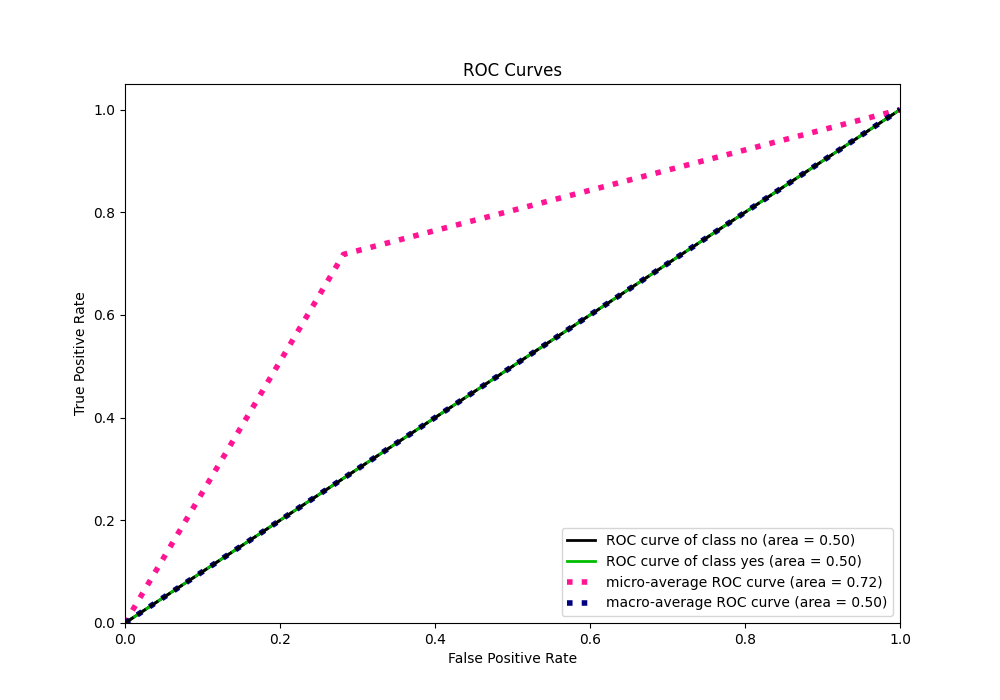 ROC Curves
True Positive Rate
1.0
0.8
0.6
0.4
0.2
0.0
0.0 0.2 0.4 0.6 0.8 1.0
False Positive Rate
ROC curve of class no (area = 0.50)
ROC curve of class yes (area = 0.50)
micro-average ROC curve (area = 0.72)
macro-average ROC curve (area = 0.50)